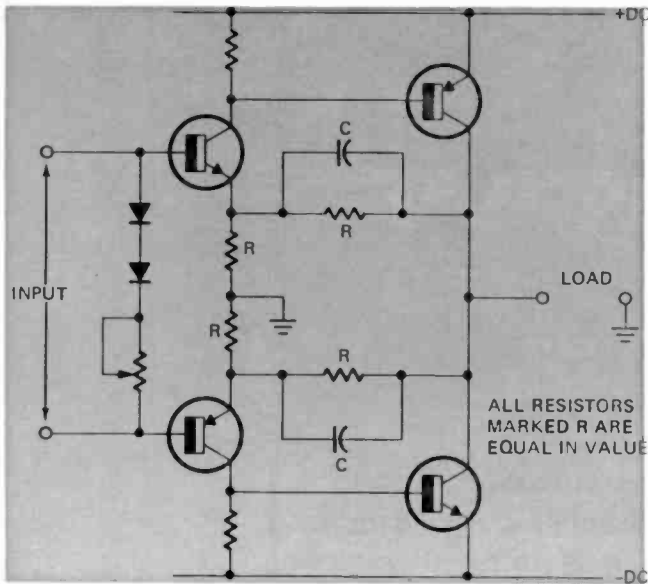 +DC
C
R
R
INPUT
LOAD
R
R
C
ALL RESISTORS
MARKED R ARE
EQUAL IN VALUE
-DC